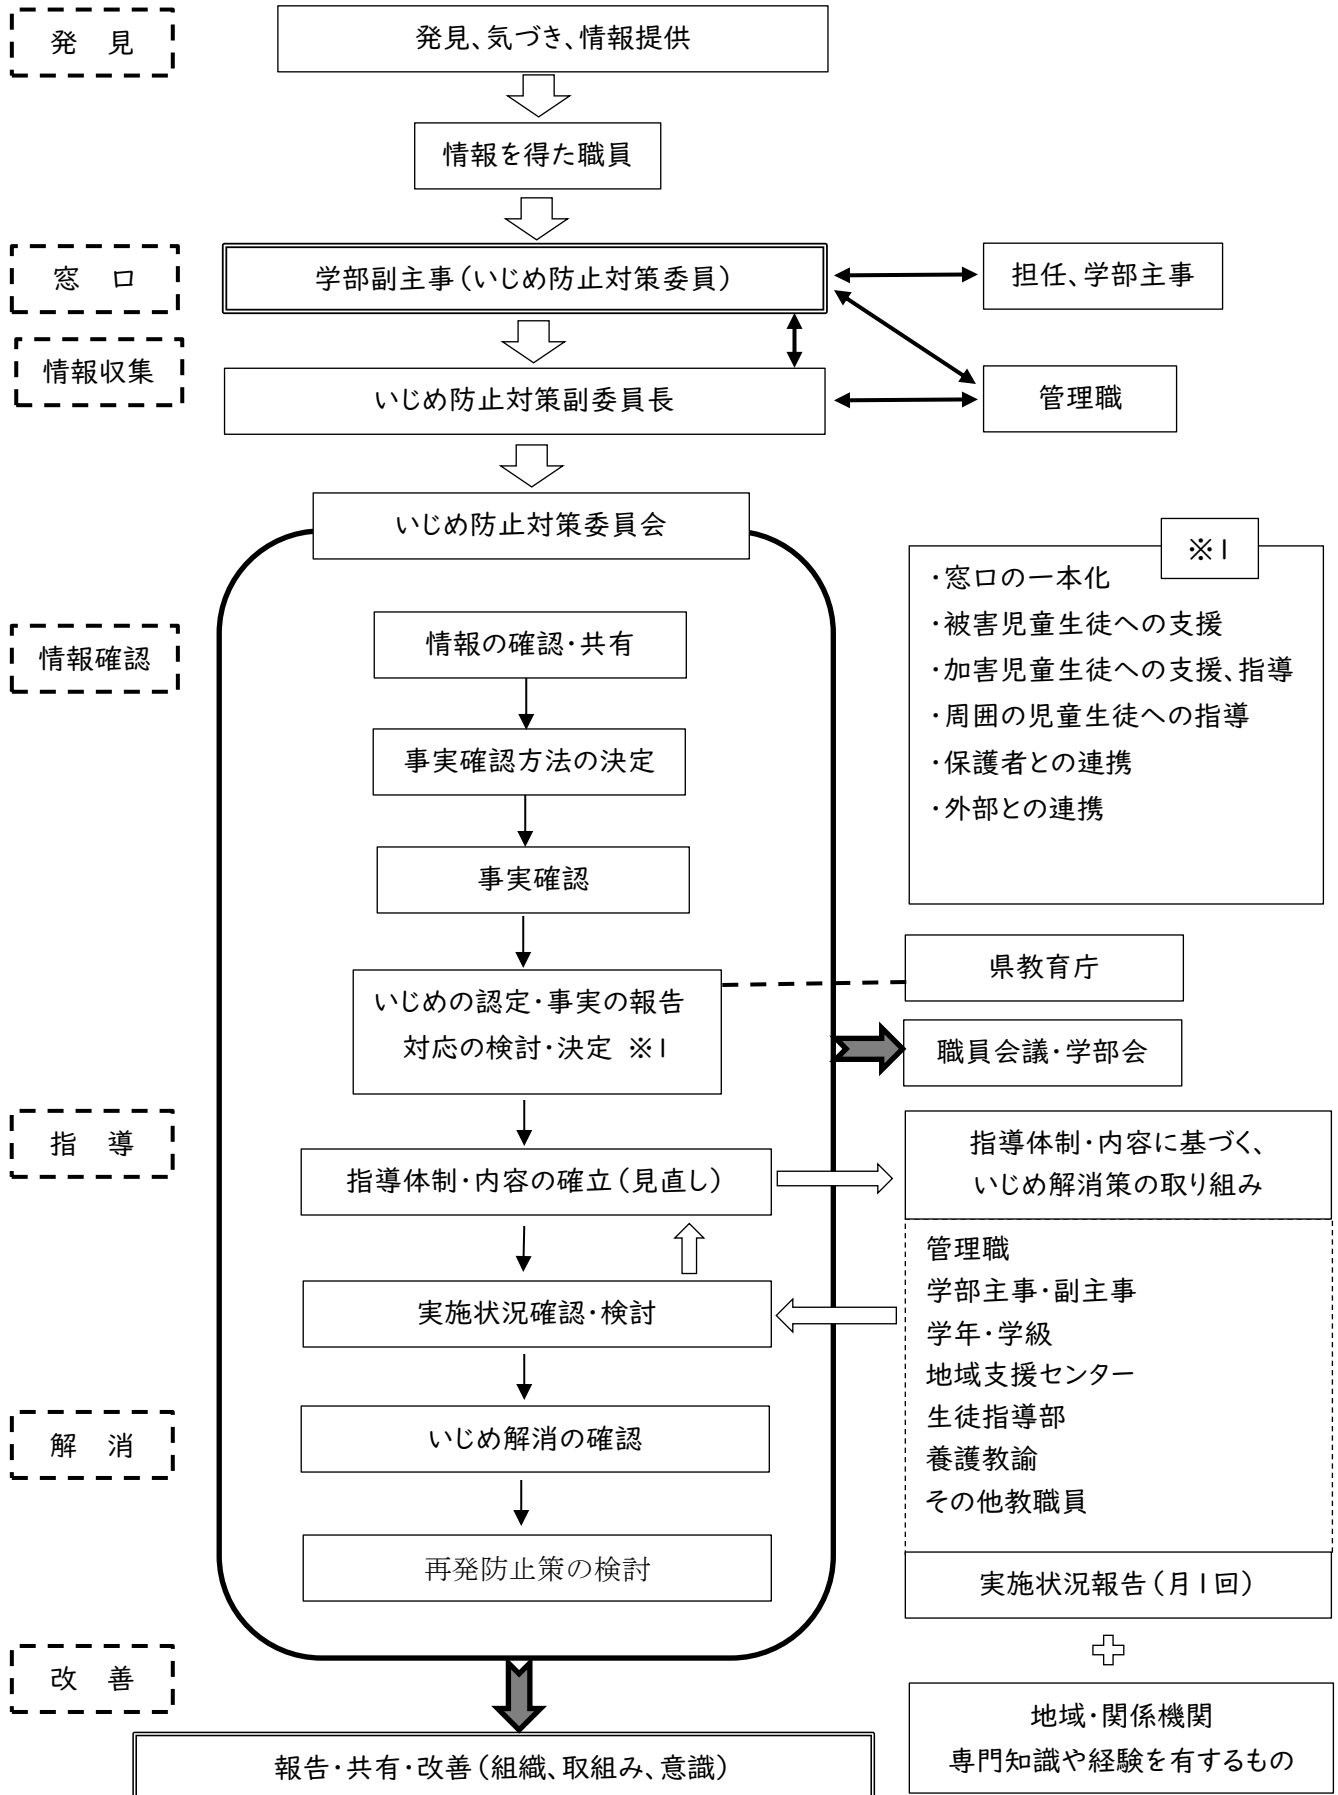 発　見
発見、気づき、情報提供
情報を得た職員
窓　口
学部副主事（いじめ防止対策委員）
担任、学部主事
情報収集
いじめ防止対策副委員長
管理職
いじめ防止対策委員会
※1
・窓口の一本化
・被害児童生徒への支援
・加害児童生徒への支援、指導
・周囲の児童生徒への指導
・保護者との連携
・外部との連携
情報確認
情報の確認・共有
事実確認方法の決定
事実確認
いじめの認定・事実の報告
対応の検討・決定 ※1
県教育庁
職員会議・学部会
指　導
指導体制・内容の確立（見直し）
指導体制・内容に基づく、
いじめ解消策の取り組み
管理職
学部主事・副主事
学年・学級
地域支援センター
生徒指導部
養護教諭
その他教職員
実施状況確認・検討
解　消
いじめ解消の確認
再発防止策の検討
実施状況報告（月1回）
改　善
地域・関係機関
専門知識や経験を有するもの
報告・共有・改善（組織、取組み、意識）